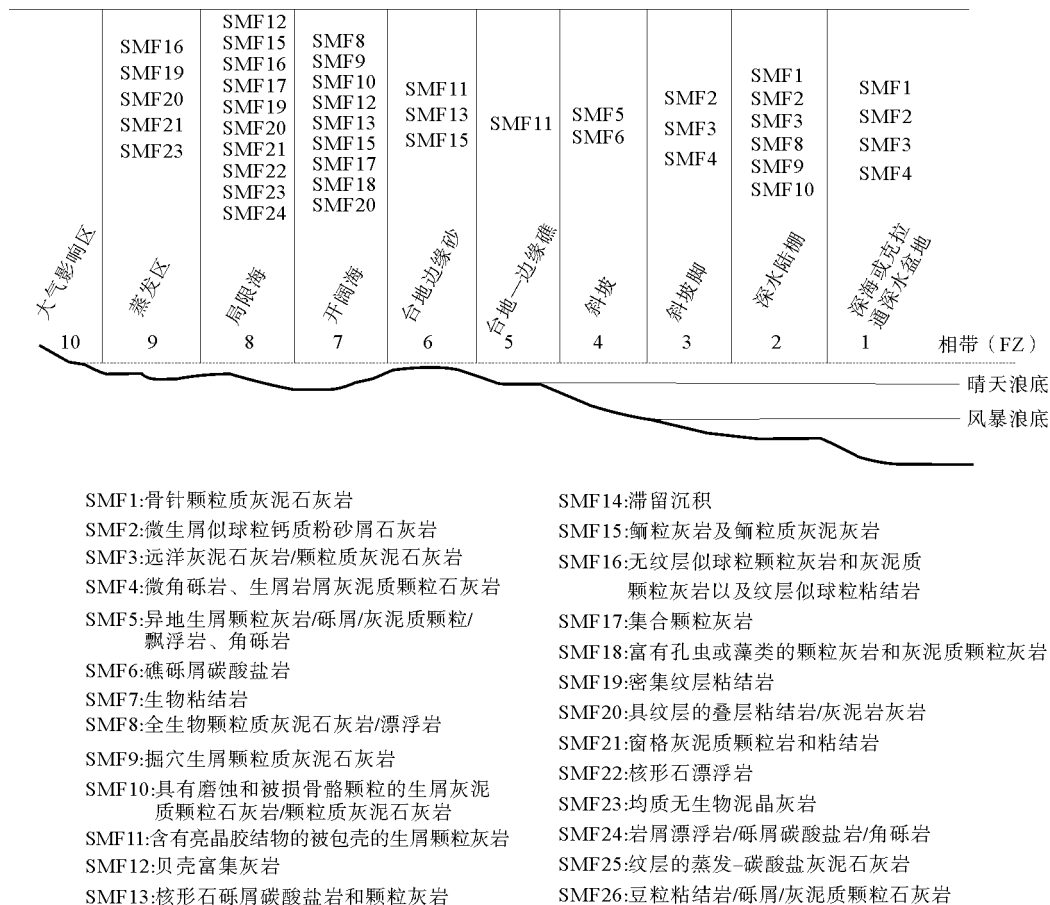 SMF16
SMF19
SMF20
SMF21
SMF23
SMF12
SMF15
SMF16
SMF17
SMF19
SMF20
SMF21
SMF22
SMF23
SMF24
SMF8
SMF9
SMF10
SMF12
SMF13
SMF15
SMF17
SMF18
SMF20
SMF11
SMF13
SMF15
SMF11
SMF5
SMF6
SMF2
SMF3
SMF4
SMF1
SMF2
SMF3
SMF8
SMF9
SMF10
SMF1
SMF2
SMF3
SMF4
大气影响区
蒸发区
局限海
开阔海
台地边缘砂
台地—边缘礁
斜坡
斜坡脚
深水陆棚
深海或克拉
通深水盆地
10 9 8 7 6 5 4 3 2 1 相带（FZ）
晴天浪底
风暴浪底
SMF1:骨针颗粒质灰泥石灰岩
SMF2:微生屑似球粒钙质粉砂屑石灰岩
SMF3:远洋灰泥石灰岩/颗粒质灰泥石灰岩
SMF4:微角砾岩、生屑岩屑灰泥质颗粒石灰岩
SMF5:异地生屑颗粒灰岩/砾屑/灰泥质颗粒/
飘浮岩、角砾岩
SMF6:礁砾屑碳酸盐岩
SMF7:生物粘结岩
SMF8:全生物颗粒质灰泥石灰岩/漂浮岩
SMF9:掘穴生屑颗粒质灰泥石灰岩
SMF10:具有磨蚀和被损骨骼颗粒的生屑灰泥
质颗粒石灰岩/颗粒质灰泥石灰岩
SMF11:含有亮晶胶结物的被包壳的生屑颗粒灰岩
SMF12:贝壳富集灰岩
SMF13:核形石砾屑碳酸盐岩和颗粒灰岩
SMF14:滞留沉积
SMF15:鲕粒灰岩及鲕粒质灰泥灰岩
SMF16:无纹层似球粒颗粒灰岩和灰泥质
颗粒灰岩以及纹层似球粒粘结岩
SMF17:集合颗粒灰岩
SMF18:富有孔虫或藻类的颗粒灰岩和灰泥质颗粒灰岩
SMF19:密集纹层粘结岩
SMF20:具纹层的叠层粘结岩/灰泥岩灰岩
SMF21:窗格灰泥质颗粒岩和粘结岩
SMF22:核形石漂浮岩
SMF23:均质无生物泥晶灰岩
SMF24:岩屑漂浮岩/砾屑碳酸盐岩/角砾岩
SMF25:纹层的蒸发–碳酸盐灰泥石灰岩
SMF26:豆粒粘结岩/砾屑/灰泥质颗粒石灰岩